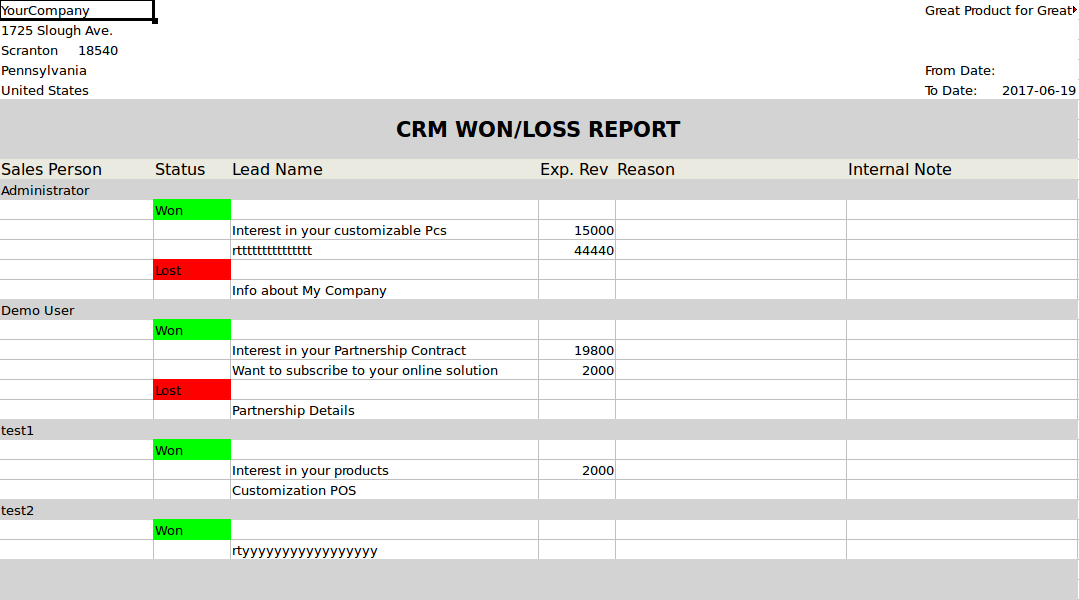 YourCompany Great Product for Great
1725 Slough Ave.
Scranton 18540
Pennsylvania From Date:
United States To Date: 2017-06-19
CRM WON/LOSS REPORT
Sales Person Status Lead Name Exp. Rev Reason Internal Note
Administrator
Won
Interest in your customizable Pcs 15000
rttttttttttttttt 44440
Lost
Info about My Company
Demo User
Won
Interest in your Partnership Contract 19800
Want to subscribe to your online solution 2000
Lost
Partnership Details
test1
Won
Interest in your products 2000
Customization POS
test2
Won
rtyyyyyyyyyyyyyyyyy